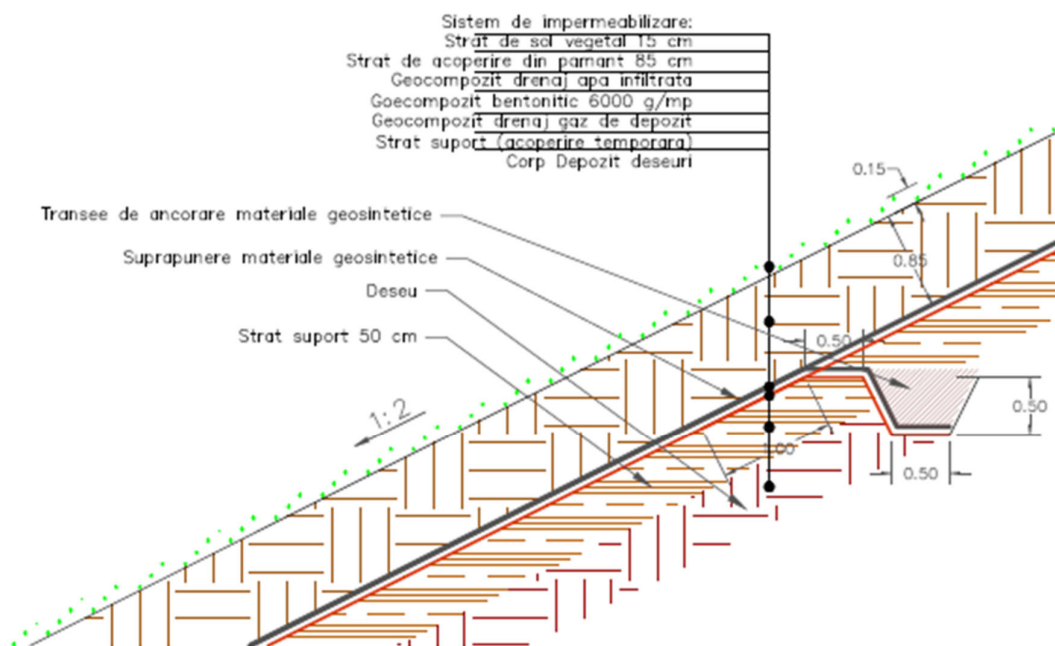 Sistem de impermeabilizare:
Strat de sol vegetal 15 cm
Strat de acoperire din pamant 85 cm
Geocompozit drenaj apa infiltrata
Goecompozit bentonitic 6000 g/mp
Geocompozit drenaj gaz de depozit
Strat suport (acoperire temporara)
Corp Depozit deseuri
0.15
Transee de ancorare materiale geosintetice
Suprapunere materiale geosintetice
0.85
Deseu
Strat suport 50 cm
0.50
1:2
0.50
1.00
0.50